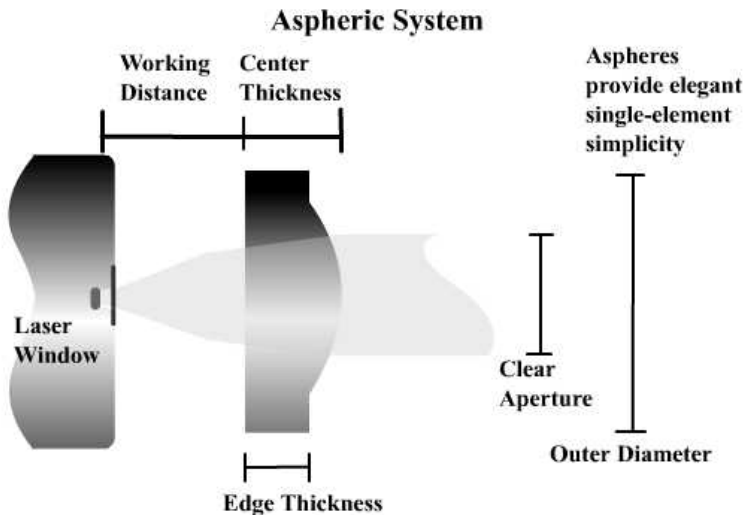 Aspheric System
Working
Distance
Center
Thickness
Aspheres
provide elegant
single-element
simplicity
Laser
Window
Clear
Aperture
Outer Diameter
Edge Thickness